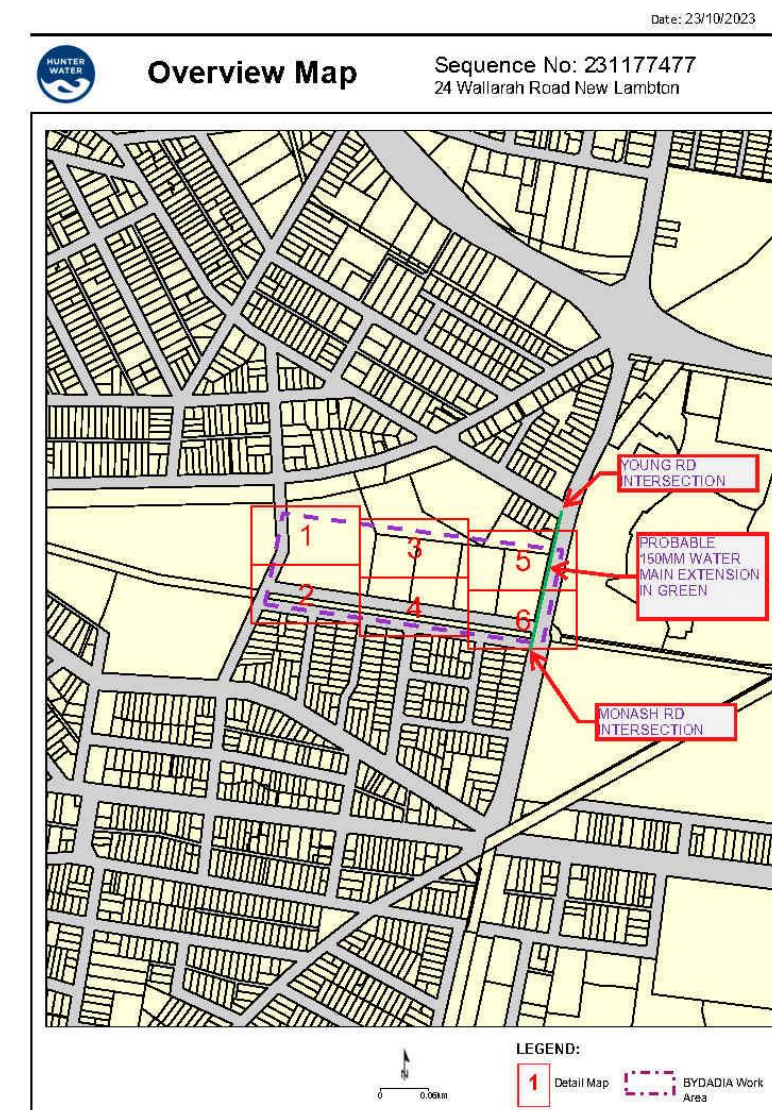 Date: 23/10/2023
HUNTER
WATER
Overview Map
Sequence No: 231177477
24 Wallarah Road New Lambton
YOUNG RD
INTERSECTION
1
3
5
PROBABLE
150MM WATER
MAIN EXTENSION
IN GREEN
2
4
6
MONASH RD
INTERSECTION
LEGEND:
N
0 0.06km
1 Detail Map
BYDADIA Work
Area